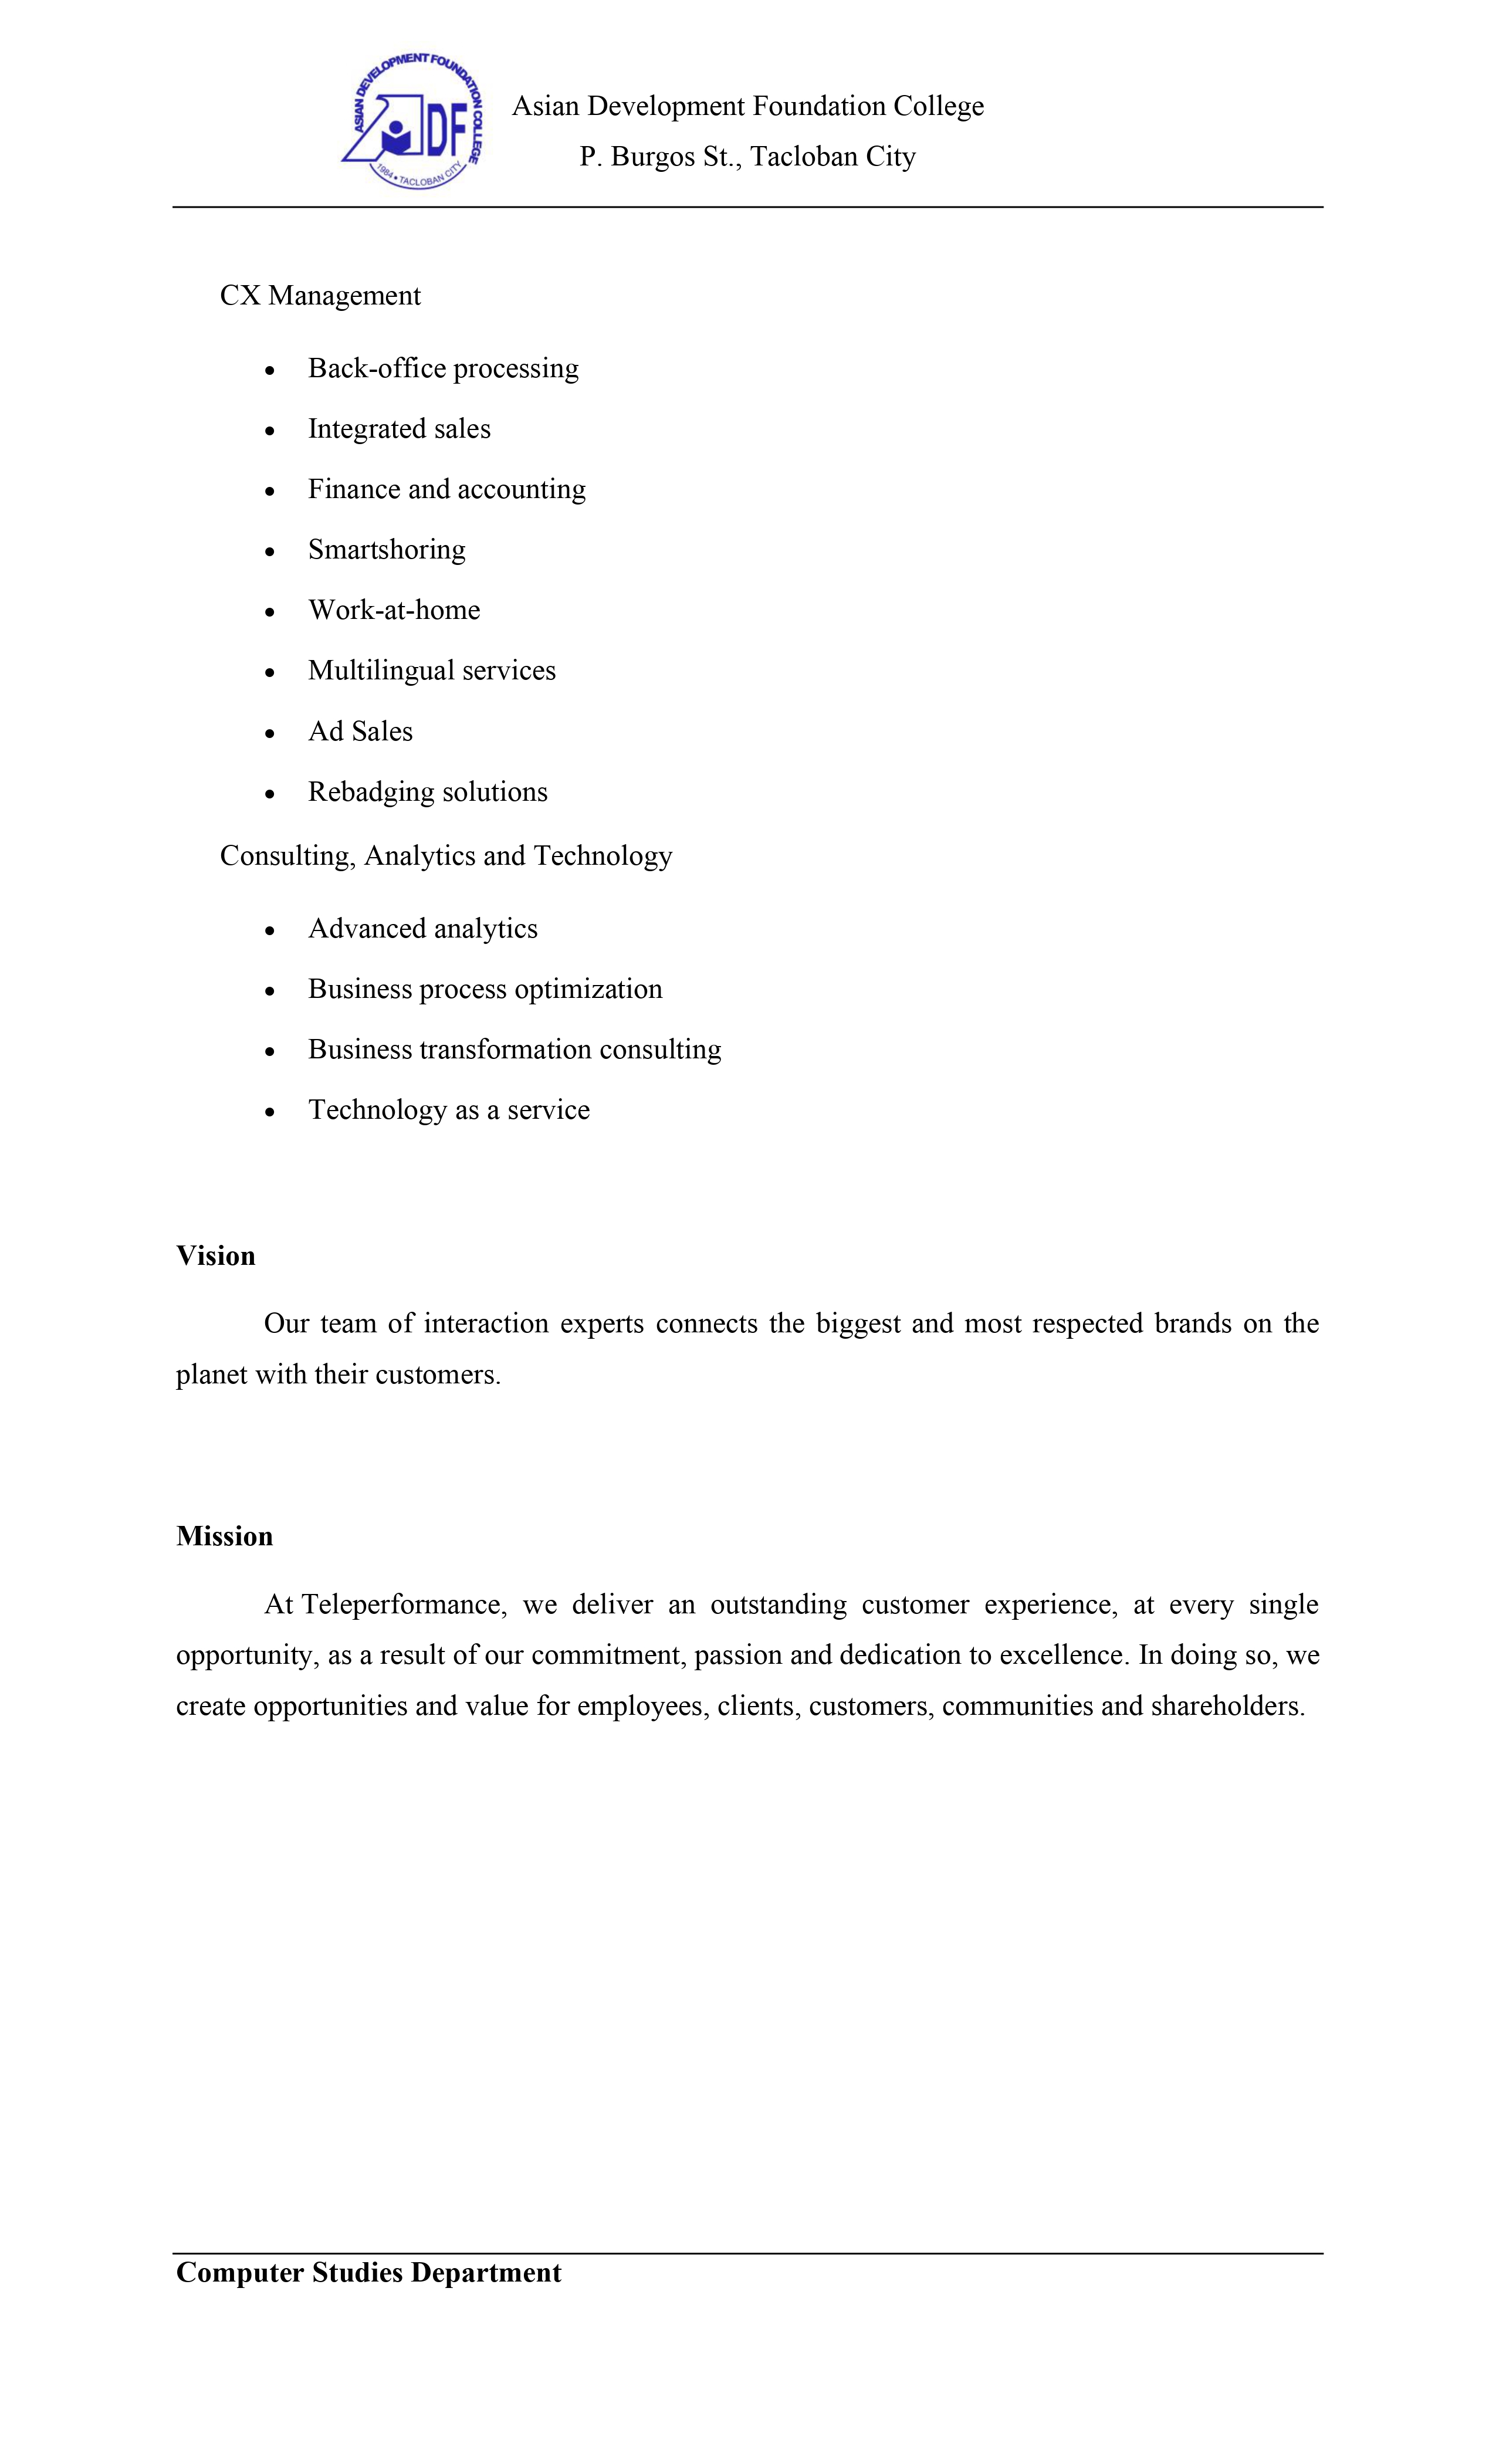 ASIAN DEVELOPMENT FOUNDATION COLLEGE
ADF
1984 • TACLOBAN CITY
Asian Development Foundation College
P. Burgos St., Tacloban City
CX Management
• Back-office processing
• Integrated sales
• Finance and accounting
• Smartshoring
• Work-at-home
• Multilingual services
• Ad Sales
• Rebadging solutions
Consulting, Analytics and Technology
• Advanced analytics
• Business process optimization
• Business transformation consulting
• Technology as a service
Vision
Our team of interaction experts connects the biggest and most respected brands on the
planet with their customers.
Mission
At Teleperformance, we deliver an outstanding customer experience, at every single
opportunity, as a result of our commitment, passion and dedication to excellence. In doing so, we
create opportunities and value for employees, clients, customers, communities and shareholders.
Computer Studies Department